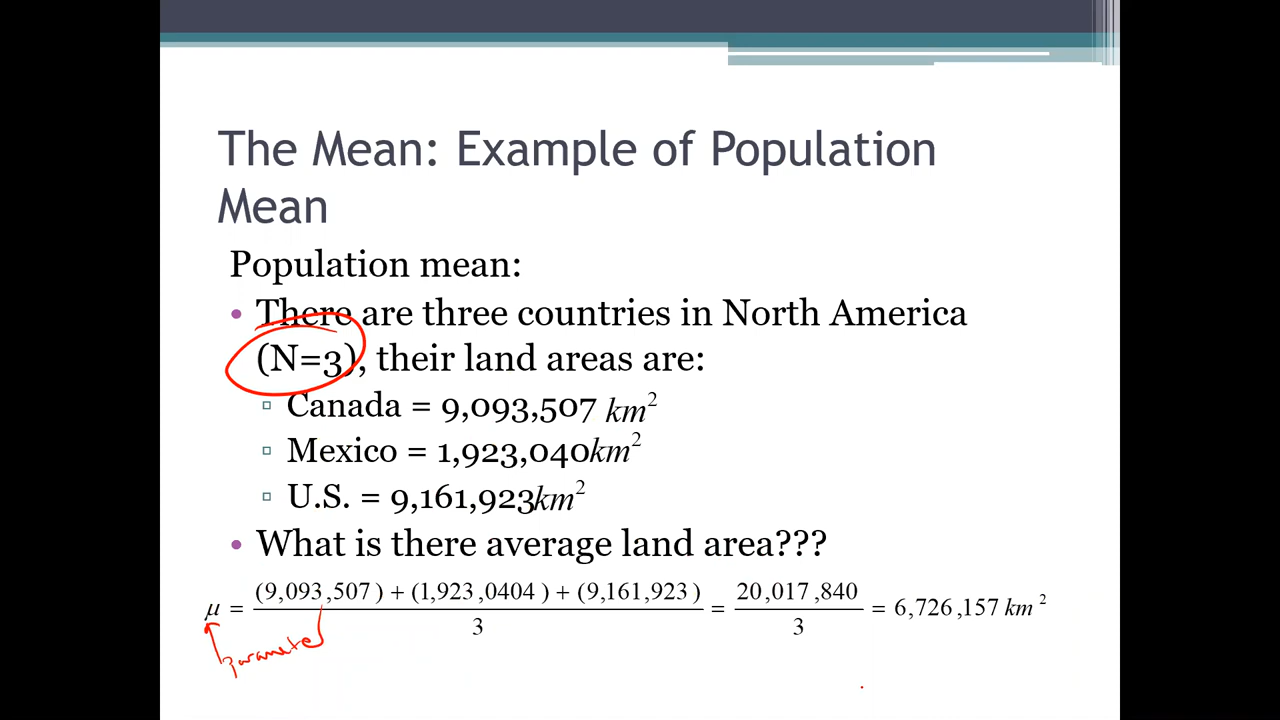 The Mean: Example of Population
Mean
Population mean:
• There are three countries in North America
(N=3), their land areas are:
▫ Canada = 9,093,507 km²
▫ Mexico = 1,923,040km²
▫ U.S. = 9,161,923km²
• What is there average land area???
μ = (9,093,507) + (1,923,0404) + (9,161,923) / 3 = 20,017,840 / 3 = 6,726,157 km²
parameter